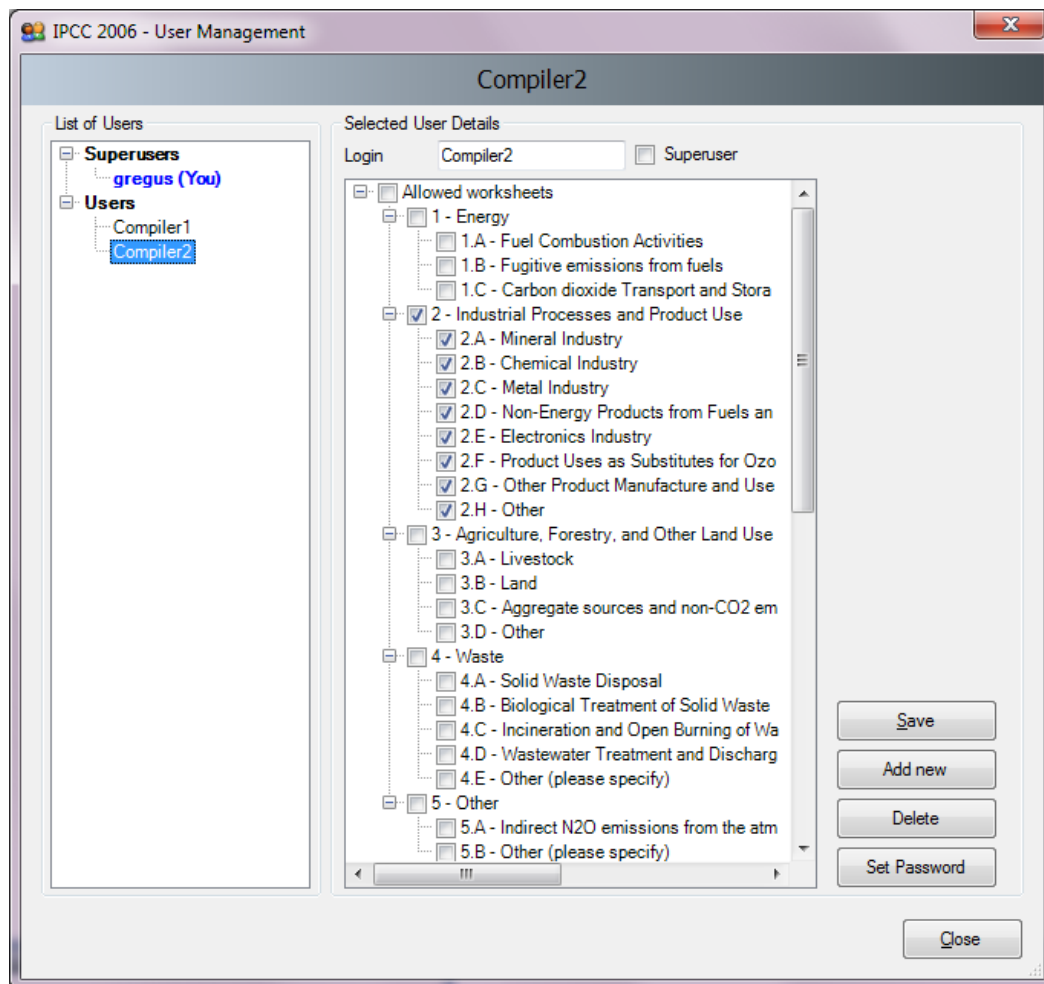 IPCC 2006 - User Management
Compiler2
List of Users
Superusers
gregus (You)
Users
Compiler1
Compiler2
Selected User Details
Login Compiler2 Superuser
Allowed worksheets
1 - Energy
1.A - Fuel Combustion Activities
1.B - Fugitive emissions from fuels
1.C - Carbon dioxide Transport and Stora
2 - Industrial Processes and Product Use
2.A - Mineral Industry
2.B - Chemical Industry
2.C - Metal Industry
2.D - Non-Energy Products from Fuels an
2.E - Electronics Industry
2.F - Product Uses as Substitutes for Ozo
2.G - Other Product Manufacture and Use
2.H - Other
3 - Agriculture, Forestry, and Other Land Use
3.A - Livestock
3.B - Land
3.C - Aggregate sources and non-CO2 em
3.D - Other
4 - Waste
4.A - Solid Waste Disposal
4.B - Biological Treatment of Solid Waste
4.C - Incineration and Open Burning of Wa
4.D - Wastewater Treatment and Discharg
4.E - Other (please specify)
5 - Other
5.A - Indirect N2O emissions from the atm
5.B - Other (please specify)
Save
Add new
Delete
Set Password
Close